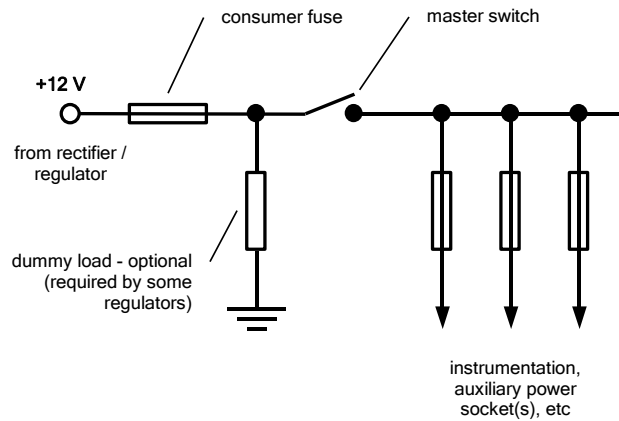 consumer fuse
master switch
+12 V
from rectifier /
regulator
dummy load - optional
(required by some
regulators)
instrumentation,
auxiliary power
socket(s), etc